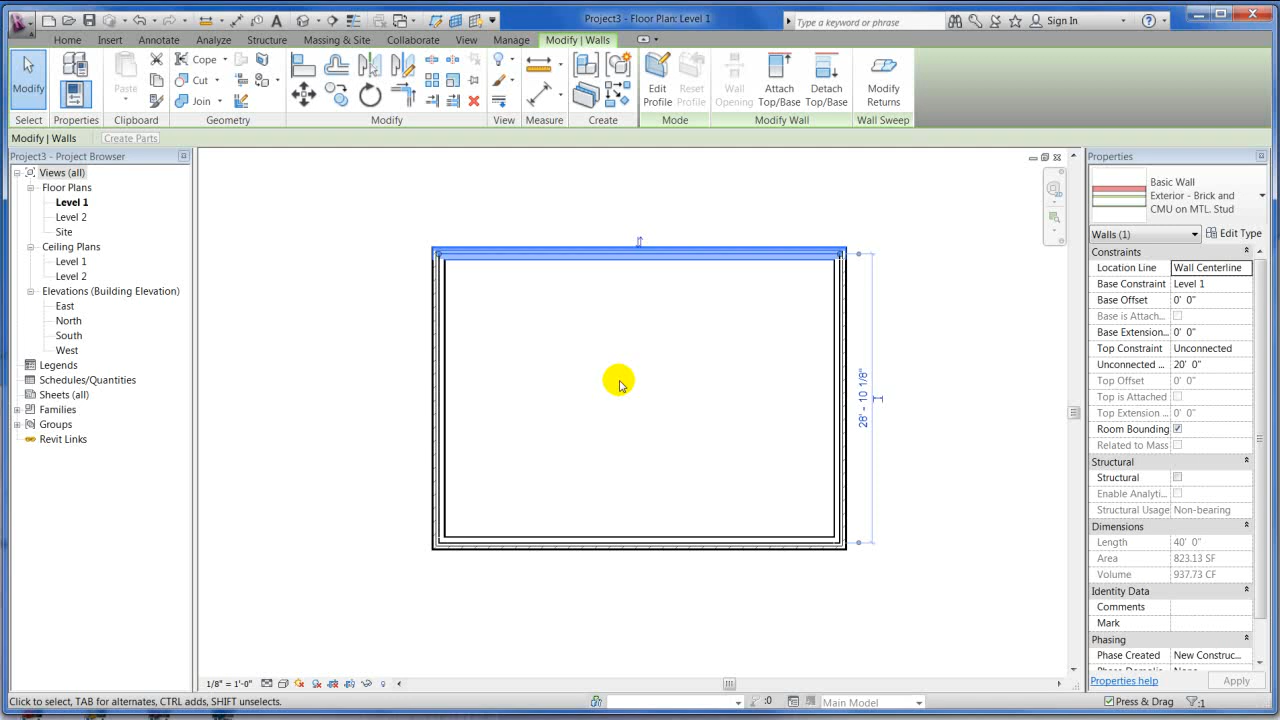 Project3 - Floor Plan: Level 1
Type a keyword or phrase
Sign In
Home Insert Annotate Analyze Structure Massing & Site Collaborate View Manage Modify | Walls
Modify
Paste
Cope
Cut
Join
Edit Profile
Reset Profile
Wall Opening
Attach Top/Base
Detach Top/Base
Modify Returns
Select Properties Clipboard Geometry Modify View Measure Create Mode Modify Wall Wall Sweep
Modify | Walls Create Parts
Project3 - Project Browser
Views (all)
Floor Plans
Level 1
Level 2
Site
Ceiling Plans
Level 1
Level 2
Elevations (Building Elevation)
East
North
South
West
Legends
Schedules/Quantities
Sheets (all)
Families
Groups
Revit Links
28' - 10 1/8"
Properties
Basic Wall
Exterior - Brick and
CMU on MTL. Stud
Walls (1) Edit Type
Constraints
Location Line Wall Centerline
Base Constraint Level 1
Base Offset 0' 0"
Base is Attach...
Base Extension... 0' 0"
Top Constraint Unconnected
Unconnected ... 20' 0"
Top Offset 0' 0"
Top is Attached
Top Extension ... 0' 0"
Room Bounding
Related to Mass
Structural
Structural
Enable Analyti...
Structural Usage Non-bearing
Dimensions
Length 40' 0"
Area 823.13 SF
Volume 937.73 CF
Identity Data
Comments
Mark
Phasing
Phase Created New Construc...
Properties help Apply
1/8" = 1'-0"
Click to select, TAB for alternates, CTRL adds, SHIFT unselects.
:0 Main Model Press & Drag :1